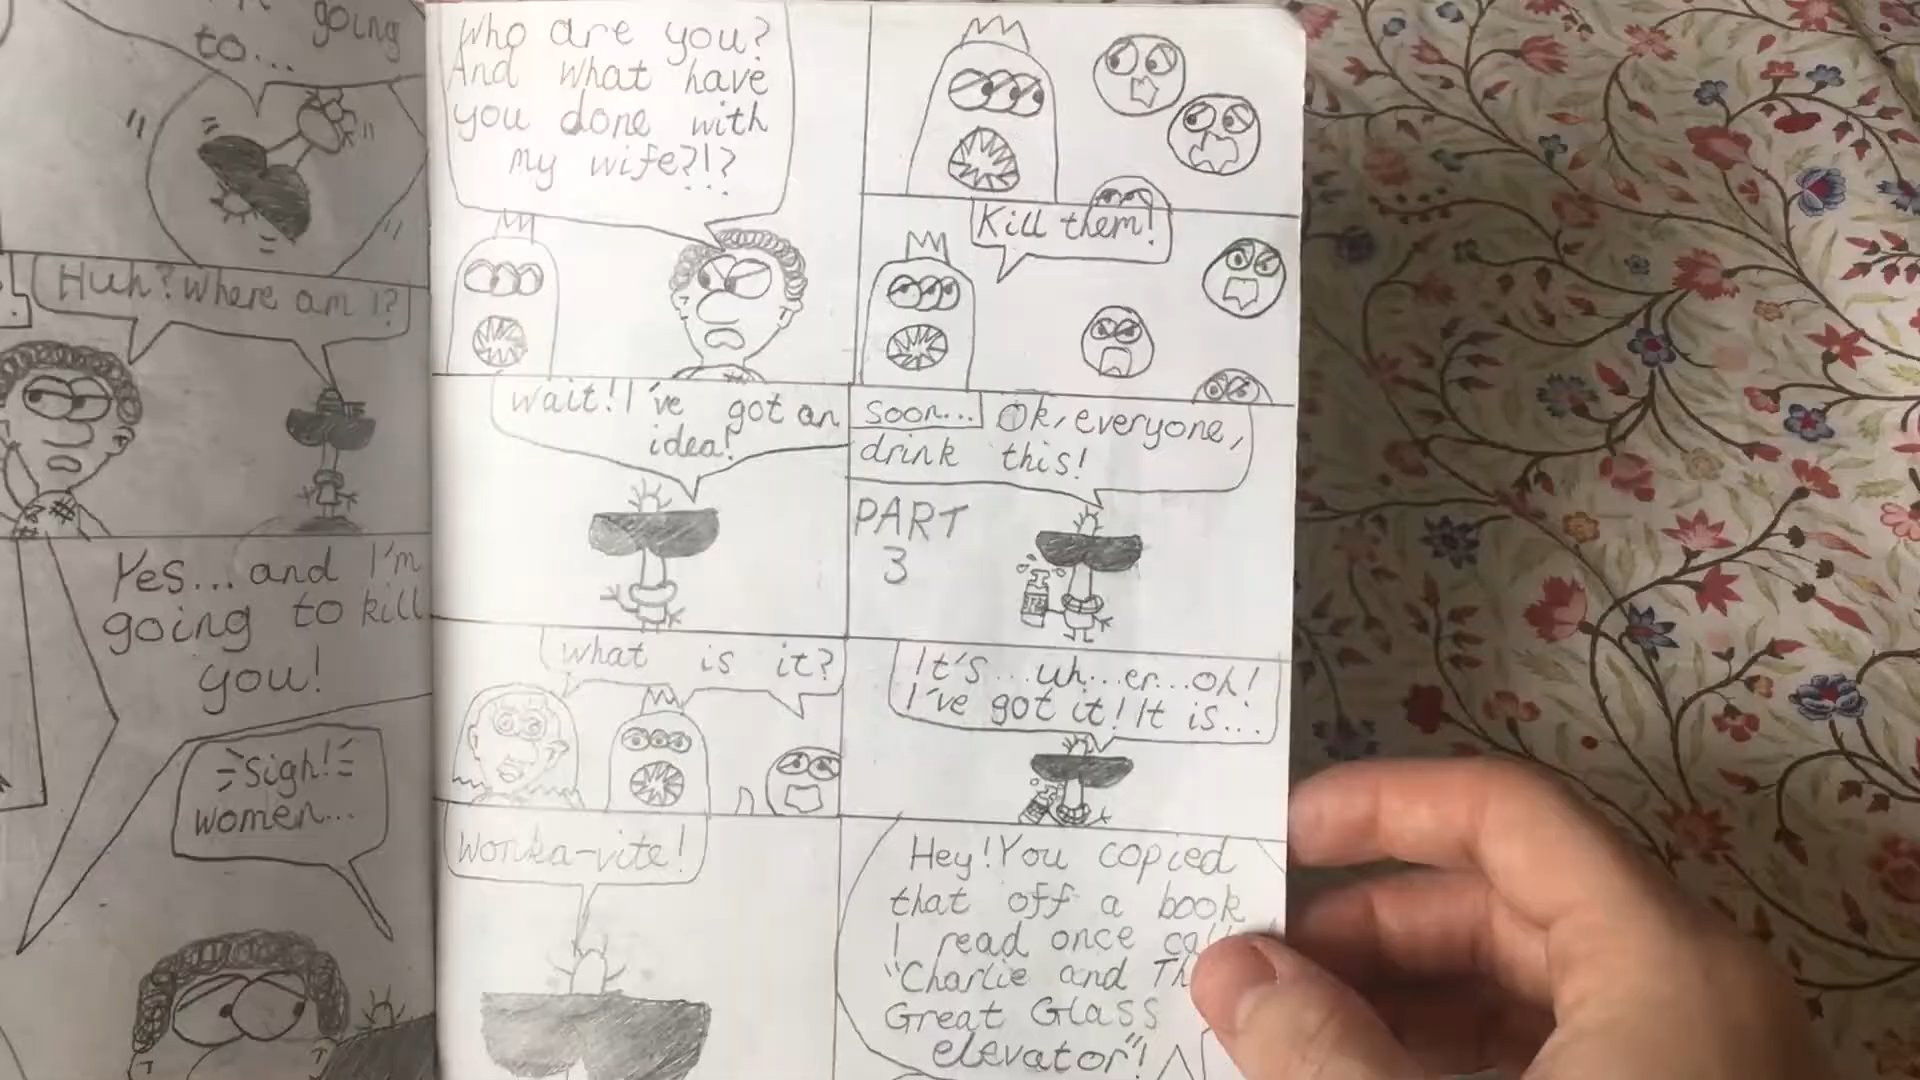 going
to...
Huh? Where am I?
Yes...and I'm
going to kill
you!
Sigh!
women...
Who are you?
And what have
you done with
my wife?!?
Kill them!
Wait! I've got an
idea!
Soon...
Ok, everyone,
drink this!
PART
3
What is it?
It's...uh...er...oh!
I've got it! It is...
Wonka-vite!
Hey! You copied
that off a book
I read once
"Charlie and
Great Glass
elevator"!